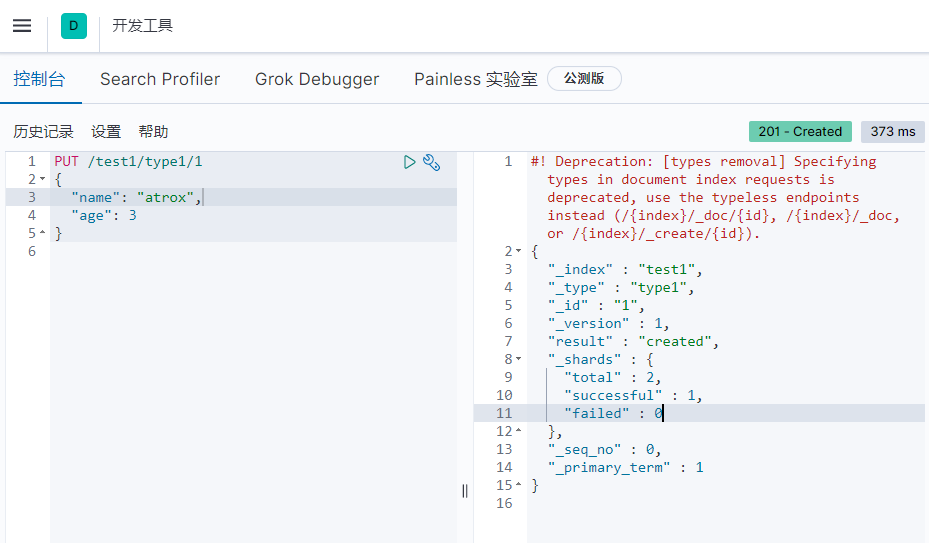 D 开发工具
控制台 Search Profiler Grok Debugger Painless 实验室 公测版
历史记录 设置 帮助 201 - Created 373 ms
1 PUT /test1/type1/1
2 {
3 "name": "atrox",
4 "age": 3
5 }
6
1 #! Deprecation: [types removal] Specifying
types in document index requests is
deprecated, use the typeless endpoints
instead (/{index}/_doc/{id}, /{index}/_doc,
or /{index}/_create/{id}).
2 {
3 "_index" : "test1",
4 "_type" : "type1",
5 "_id" : "1",
6 "_version" : 1,
7 "result" : "created",
8 "_shards" : {
9 "total" : 2,
10 "successful" : 1,
11 "failed" : 0
12 },
13 "_seq_no" : 0,
14 "_primary_term" : 1
15 }
16